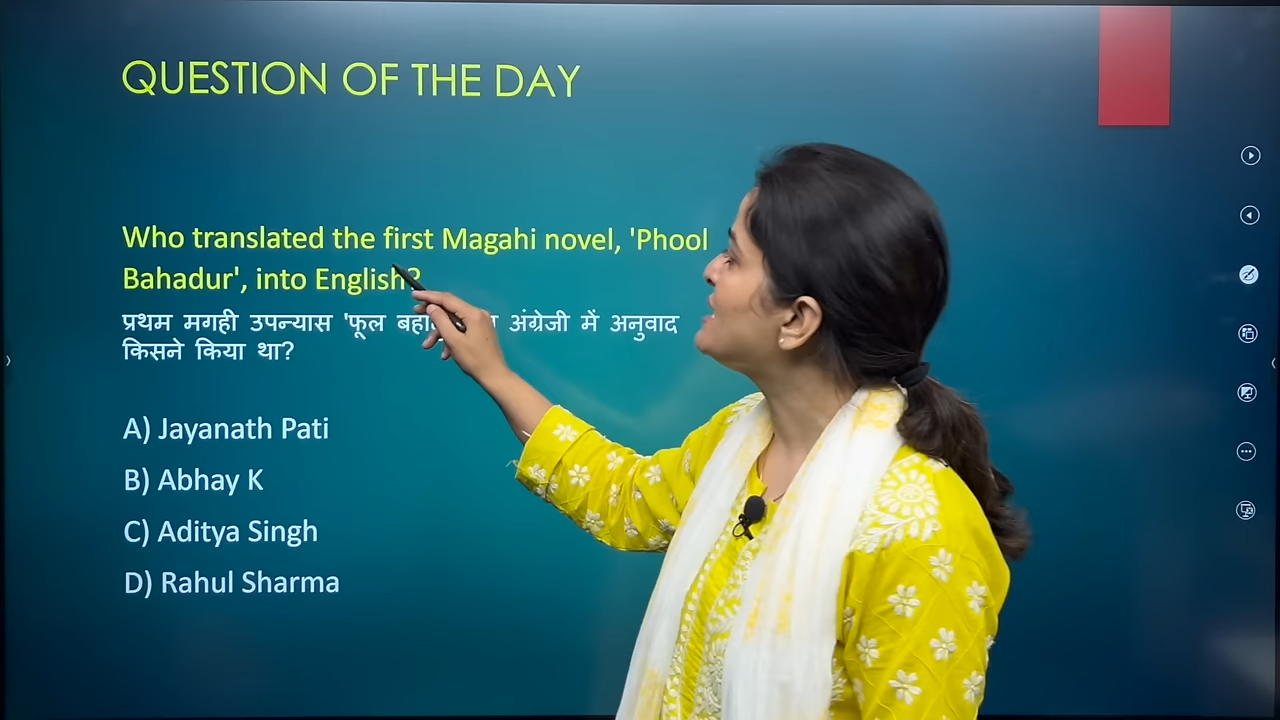 QUESTION OF THE DAY
Who translated the first Magahi novel, 'Phool
Bahadur', into English?
प्रथम मगही उपन्यास 'फूल अंग्रेजी में अनुवाद
किसने किया था?
A) Jayanath Pati
B) Abhay K
C) Aditya Singh
D) Rahul Sharma